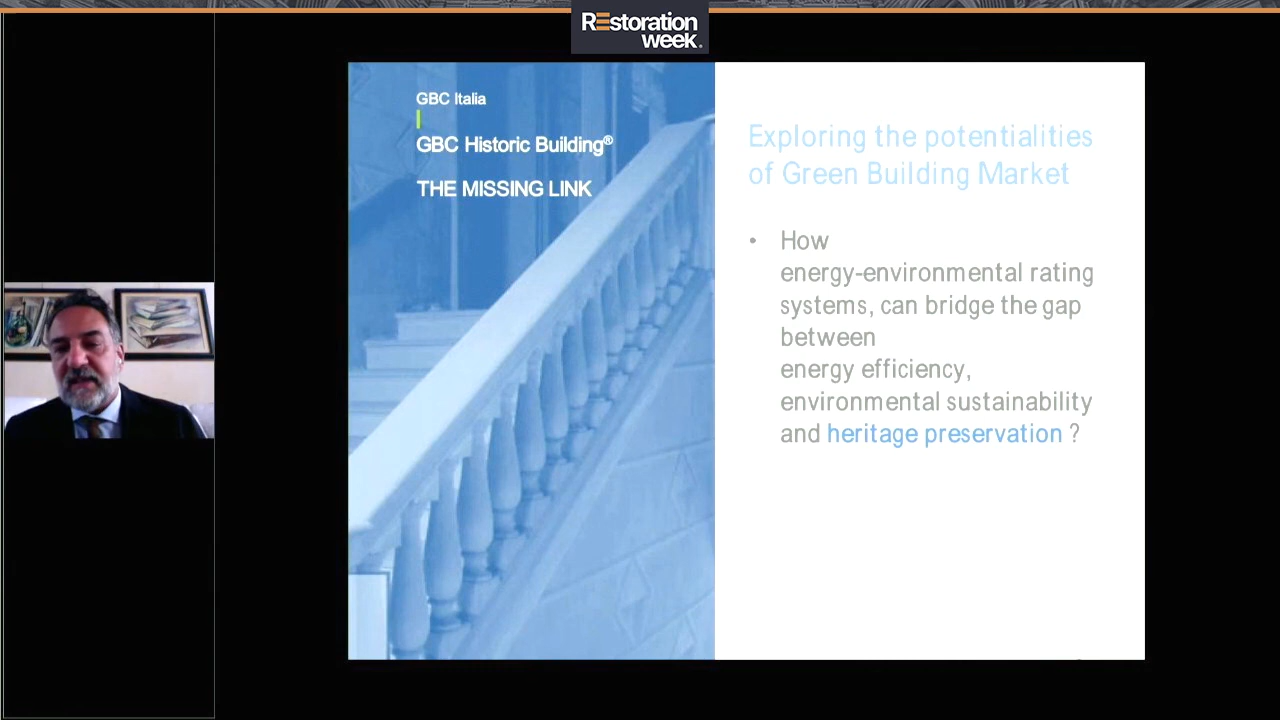 REstoration
week.
GBC Italia
GBC Historic Building®
THE MISSING LINK
Exploring the potentialities
of Green Building Market
• How
energy-environmental rating
systems, can bridge the gap
between
energy efficiency,
environmental sustainability
and heritage preservation ?